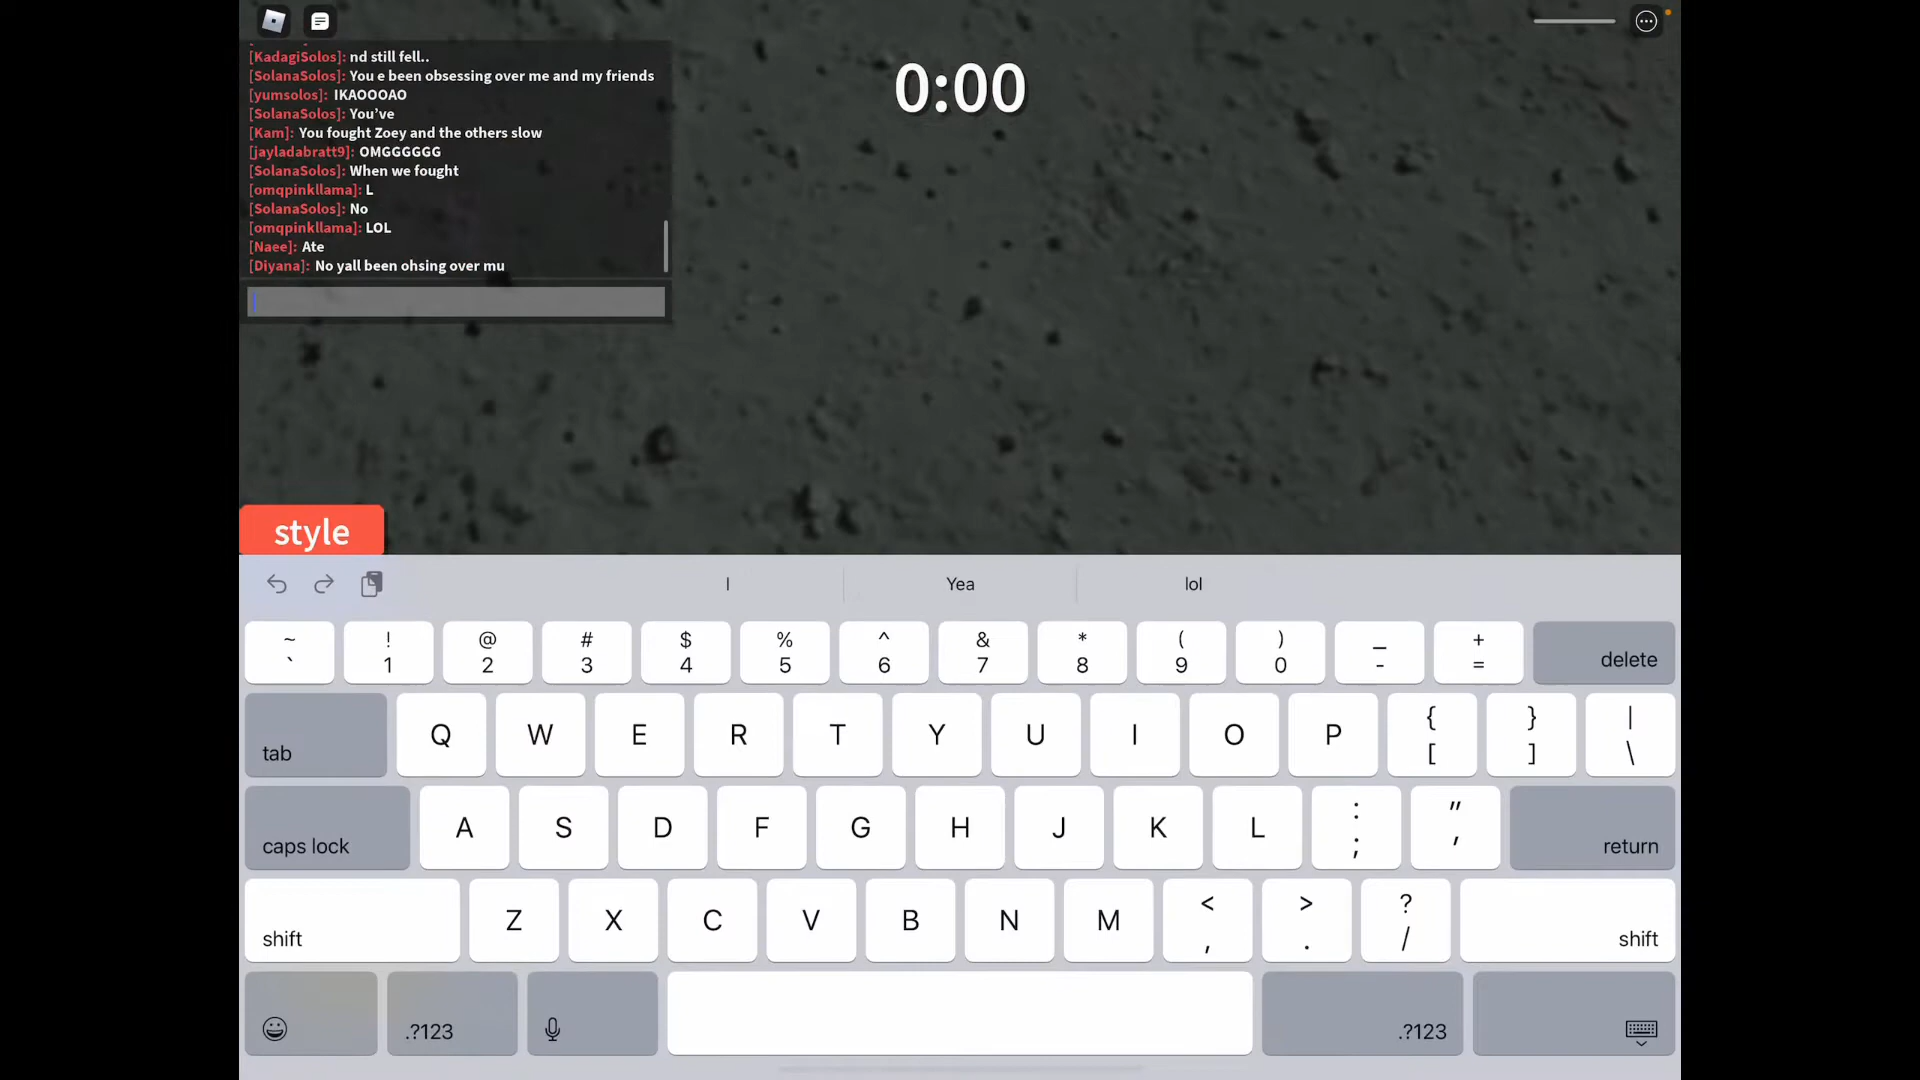 [KadagiSolos]: nd still fell..
[SolanaSolos]: You e been obsessing over me and my friends
[yumsolos]: IKAOOOAO
[SolanaSolos]: You've
[Kam]: You fought Zoey and the others slow
[jayladabratt9]: OMGGGGGG
[SolanaSolos]: When we fought
[omqpinkllama]: L
[SolanaSolos]: No
[omqpinkllama]: LOL
[Naee]: Ate
[Diyana]: No yall been ohsing over mu
0:00
style
I Yea lol
~ ! @ # $ % ^ & * ( ) _ +
` 1 2 3 4 5 6 7 8 9 0 - = delete
tab Q W E R T Y U I O P { [ } ] | \
caps lock A S D F G H J K L : ; " ' return
shift Z X C V B N M < , > . ? / shift
.?123 .?123